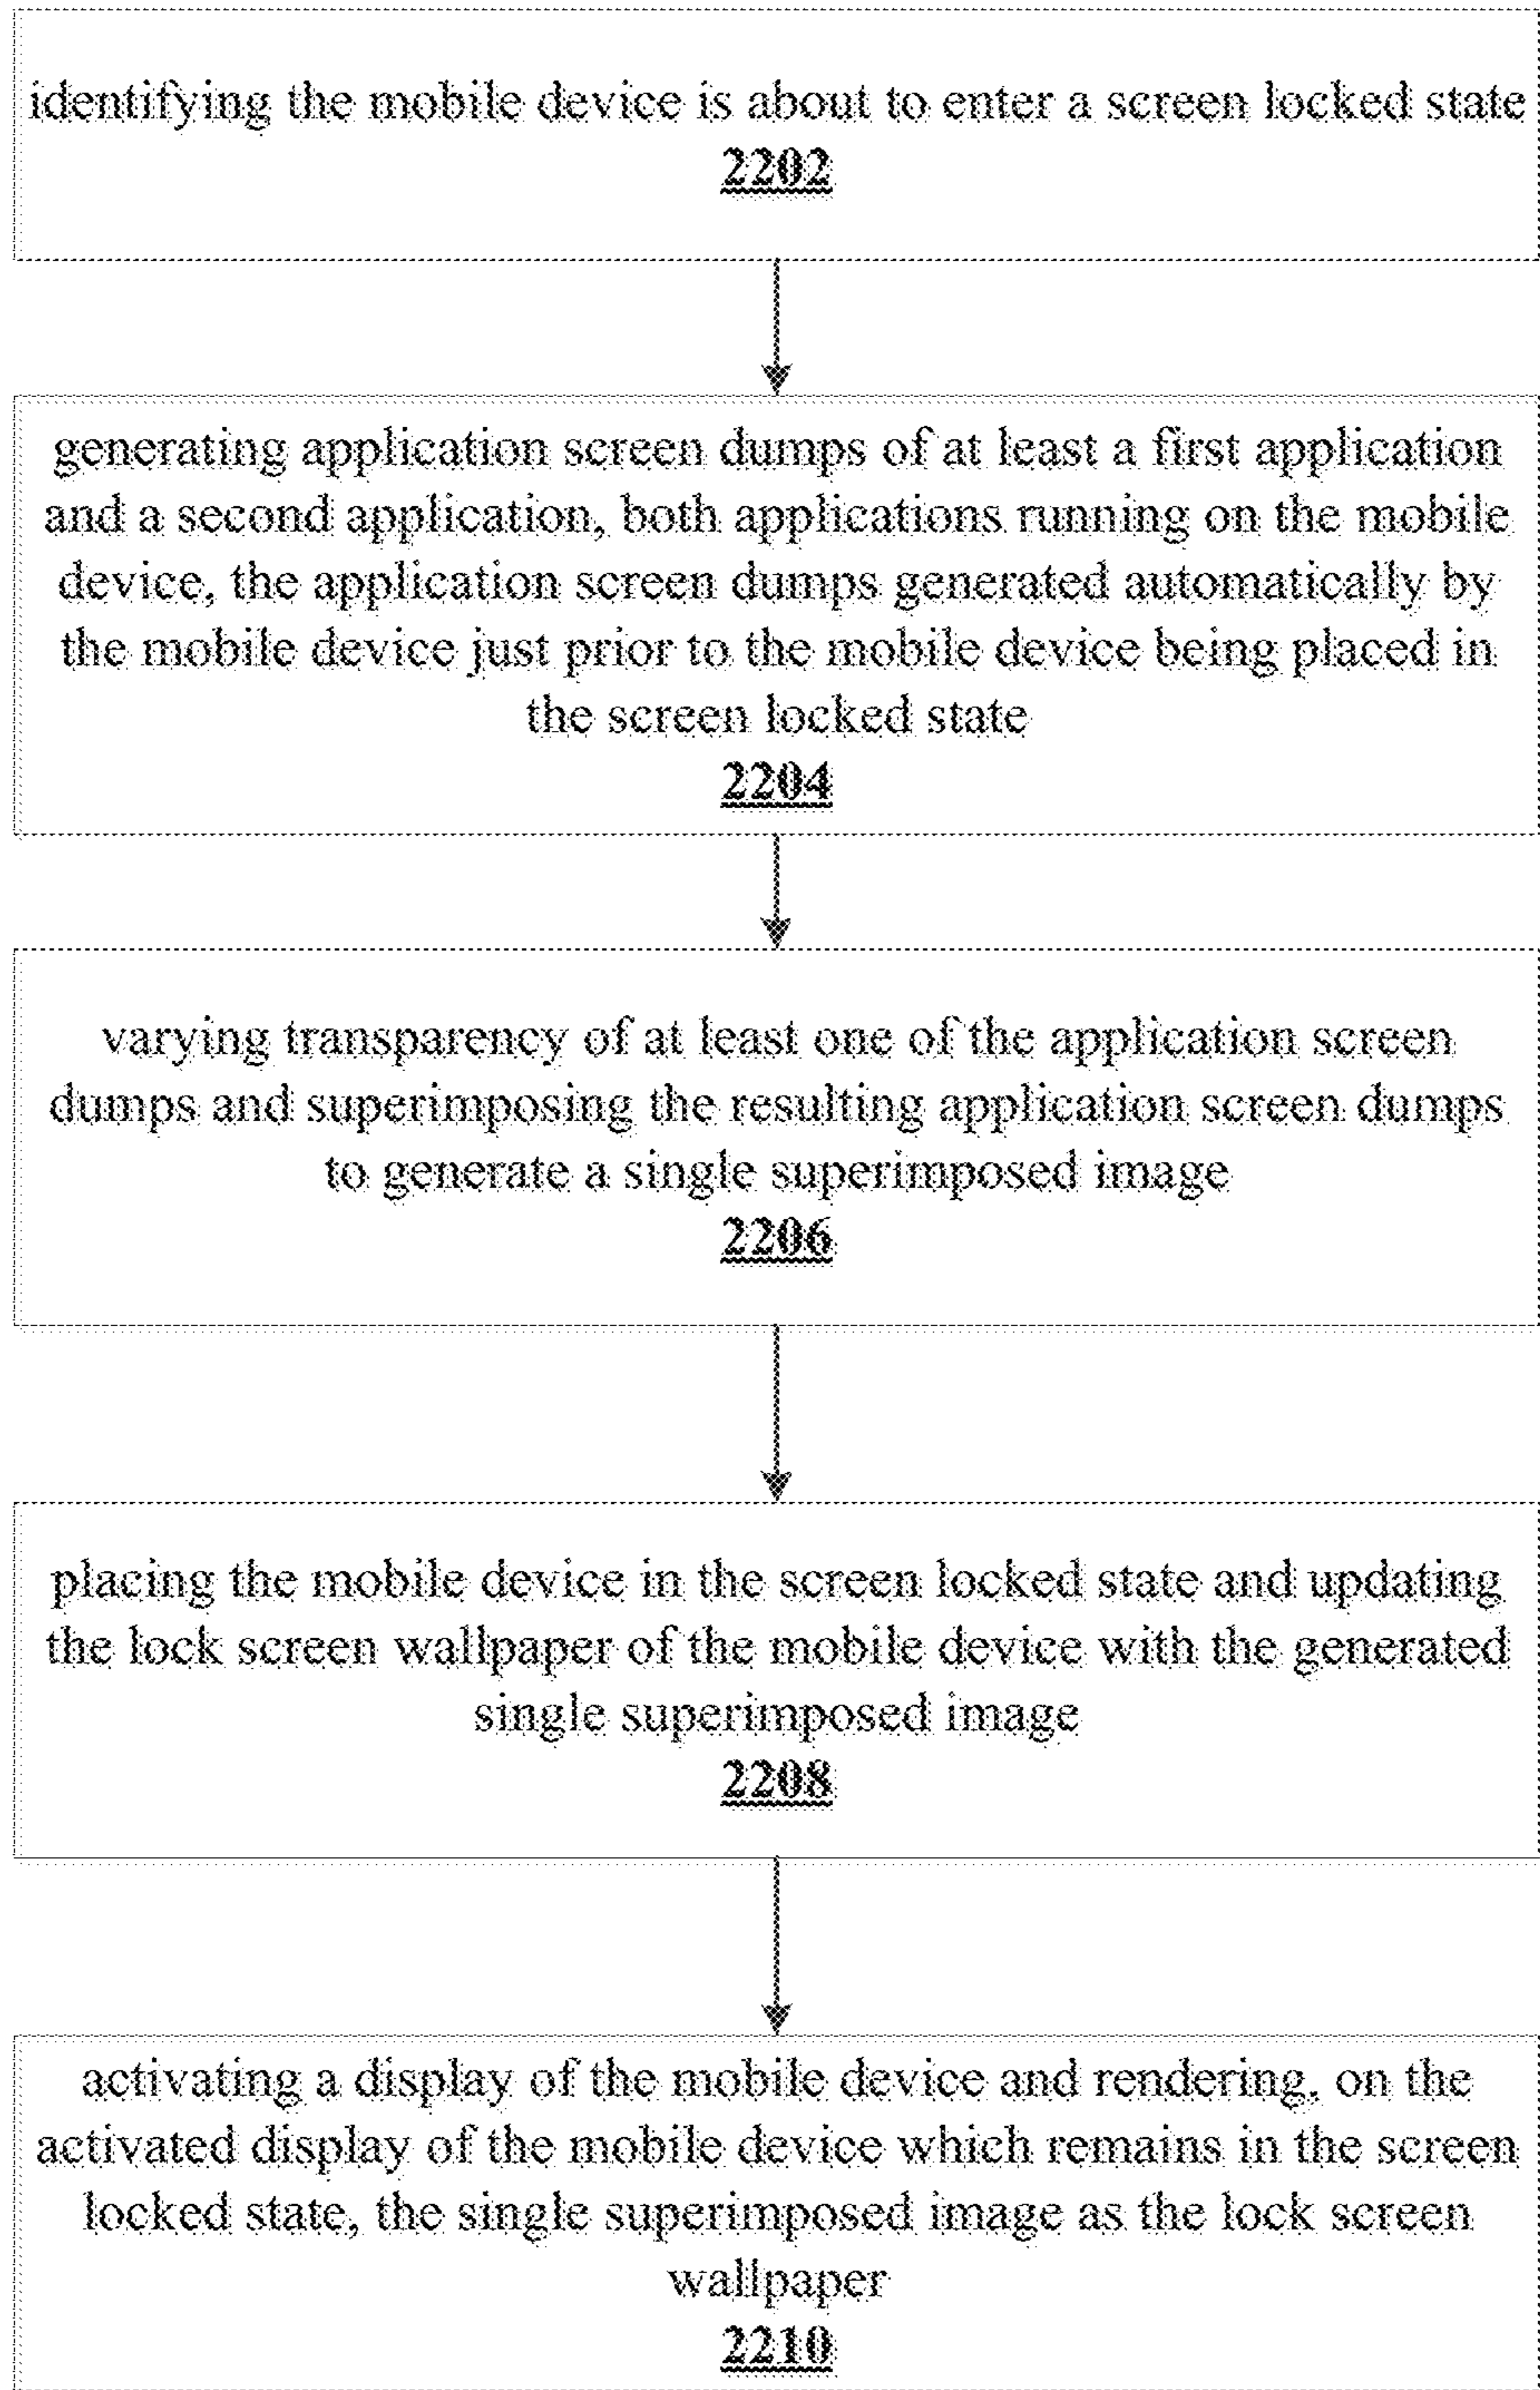 identifying the mobile device is about to enter a screen locked state
2202
generating application screen dumps of at least a first application
and a second application, both applications running on the mobile
device, the application screen dumps generated automatically by
the mobile device just prior to the mobile device being placed in
the screen locked state
2204
varying transparency of at least one of the application screen
dumps and superimposing the resulting application screen dumps
to generate a single superimposed image
2206
placing the mobile device in the screen locked state and updating
the lock screen wallpaper of the mobile device with the generated
single superimposed image
2208
activating a display of the mobile device and rendering, on the
activated display of the mobile device which remains in the screen
locked state, the single superimposed image as the lock screen
wallpaper
2210